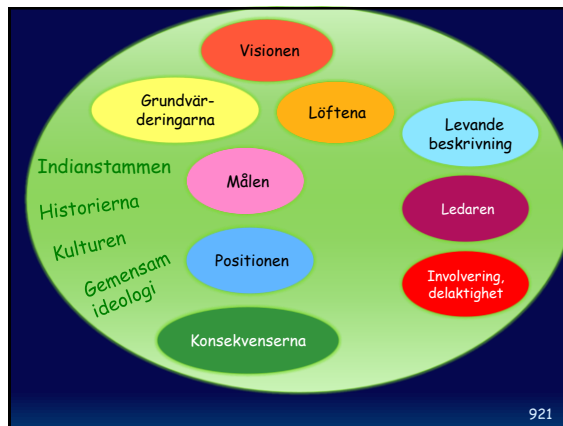 Visionen
Grundvär-
deringarna
Löftena
Levande
beskrivning
Indianstammen
Målen
Historierna
Ledaren
Kulturen
Positionen
Gemensam
ideologi
Involvering,
delaktighet
Konsekvenserna
921